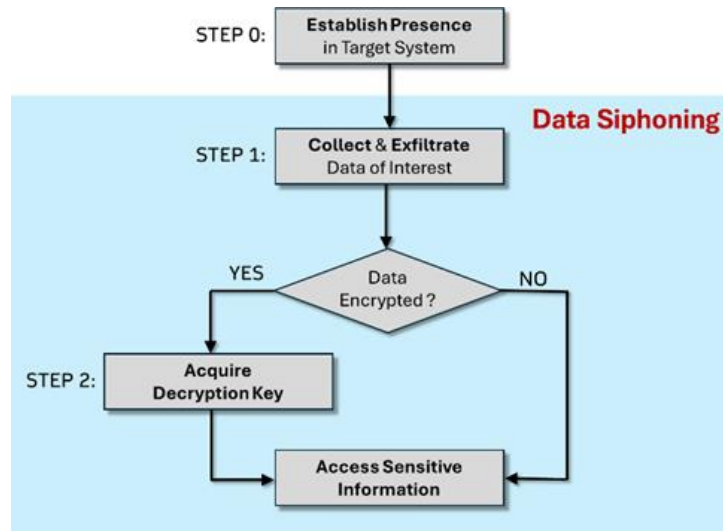 STEP 0:
Establish Presence
in Target System
Data Siphoning
STEP 1:
Collect & Exfiltrate
Data of Interest
YES
Data
Encrypted ?
NO
STEP 2:
Acquire
Decryption Key
Access Sensitive
Information